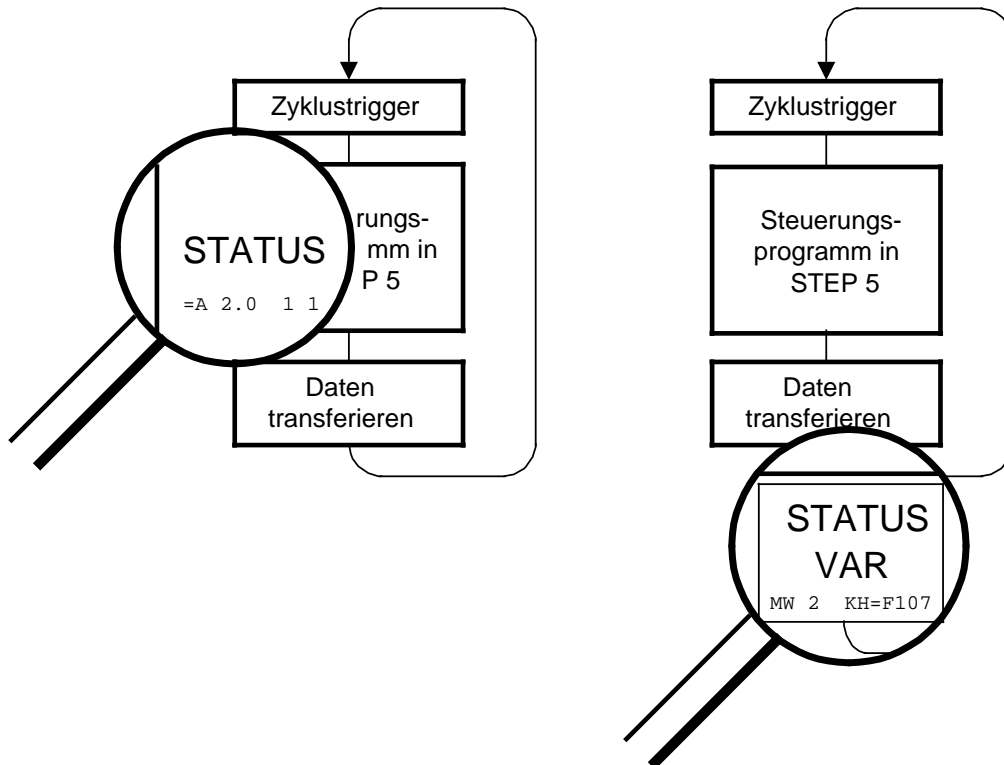 Zyklustrigger
rungs-
mm in
P 5
STATUS
=A 2.0 1 1
Daten
transferieren
Zyklustrigger
Steuerungs-
programm in
STEP 5
Daten
transferieren
STATUS
VAR
MW 2 KH=F107